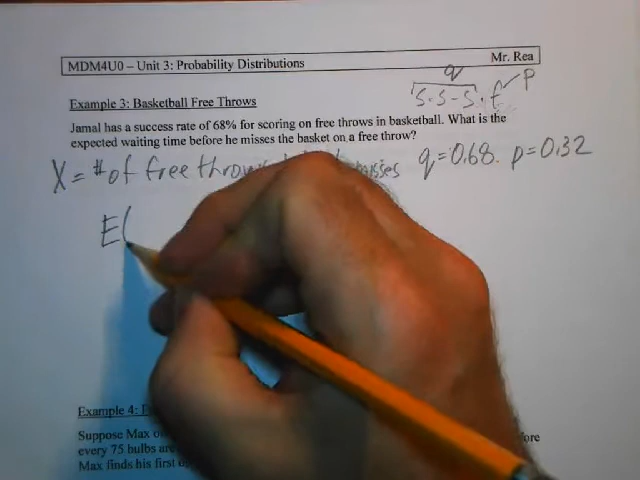 MDM4U0 – Unit 3: Probability Distributions Mr. Rea
q
S·S–S·f p
Example 3: Basketball Free Throws
Jamal has a success rate of 68% for scoring on free throws in basketball. What is the
expected waiting time before he misses the basket on a free throw?
X = # of free throws misses q=0.68. p=0.32
E(
Example 4:
Suppose Max
every 75 bulbs are
Max finds his first